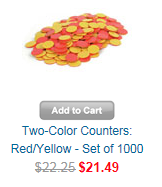 Add to Cart
Two-Color Counters:
Red/Yellow - Set of 1000
$22.25 $21.49